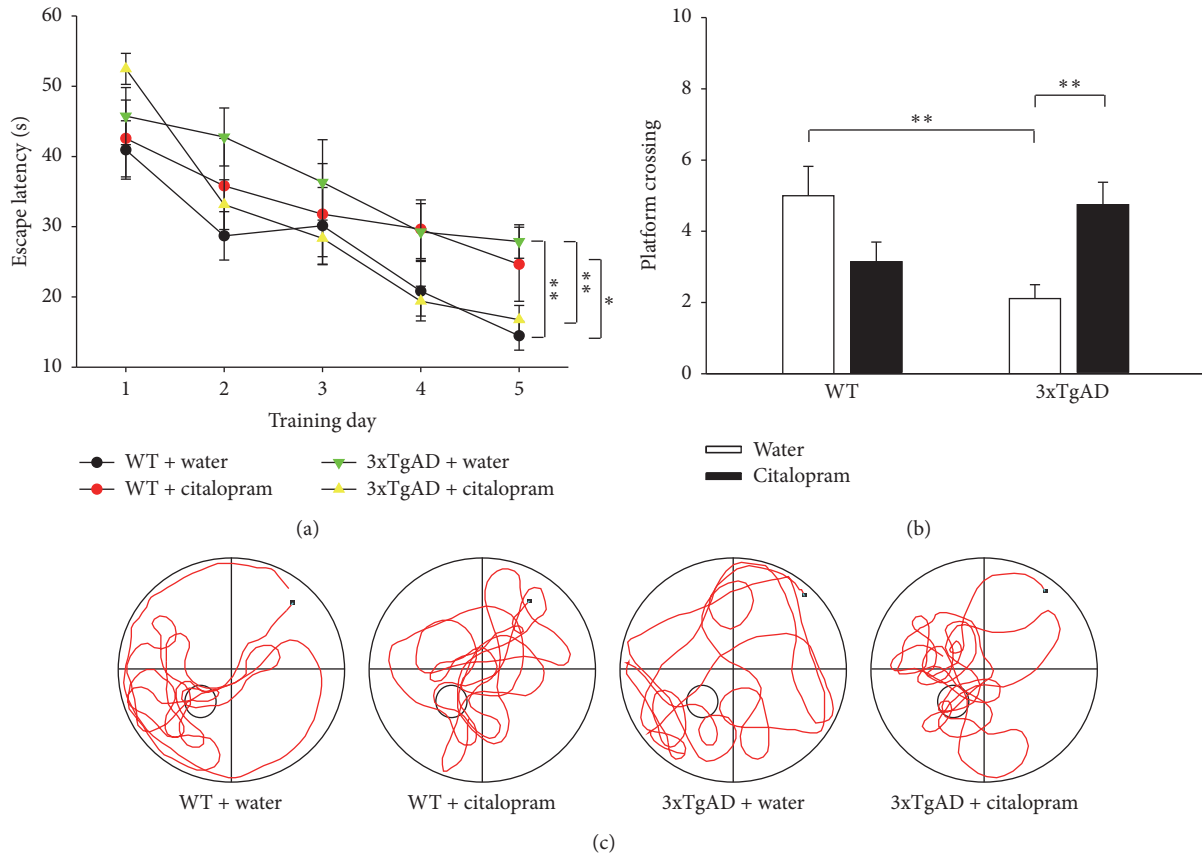 60
50
40
30
20
10
Escape latency (s)
1 2 3 4 5
Training day
**
**
*
WT + water
WT + citalopram
3xTgAD + water
3xTgAD + citalopram
(a)
10
8
6
4
2
0
Platform crossing
**
**
WT 3xTgAD
Water
Citalopram
(b)
WT + water WT + citalopram 3xTgAD + water 3xTgAD + citalopram
(c)